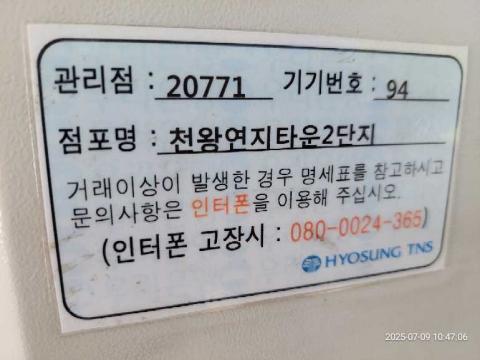 관리점 : 20771 기기번호 : 94
점포명 : 천왕연지타운2단지
거래이상이 발생한 경우 명세표를 참고하시고
문의사항은 인터폰을 이용해 주십시오.
(인터폰 고장시 : 080-0024-365)
HYOSUNG TNS
2025-07-09 10:47:06